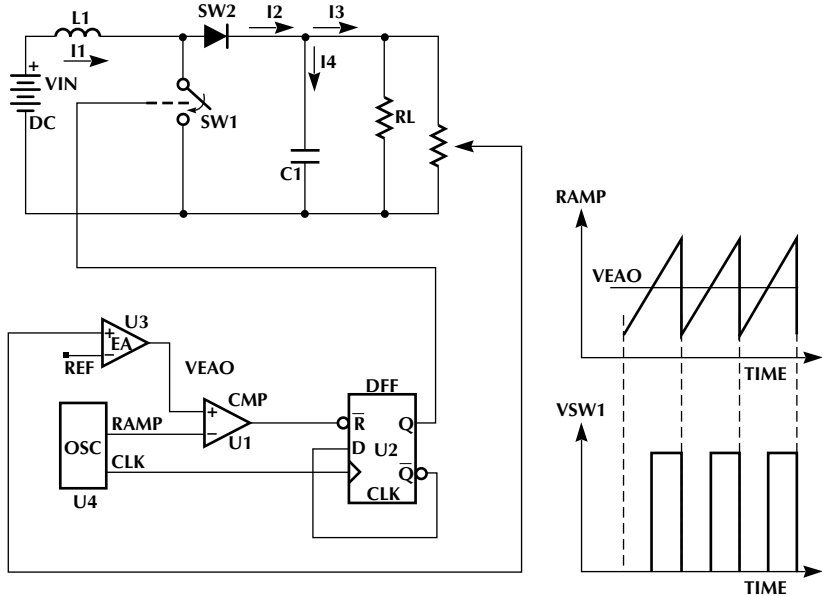 L1
SW2
I2
I3
I1
I4
+
VIN
DC
SW1
C1
RL
RAMP
VEAO
TIME
VSW1
TIME
U3
+
EA
−
REF
VEAO
CMP
+
−
U1
OSC
RAMP
CLK
U4
DFF
R̅
Q
D
U2
Q̅
CLK